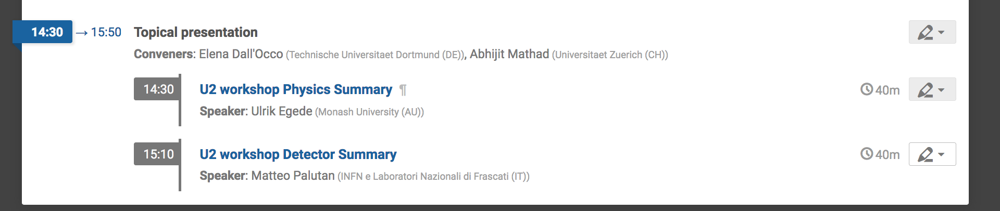 14:30 → 15:50 Topical presentation
Conveners: Elena Dall'Occo (Technische Universitaet Dortmund (DE)), Abhijit Mathad (Universitaet Zuerich (CH))
14:30 U2 workshop Physics Summary ¶ 40m
Speaker: Ulrik Egede (Monash University (AU))
15:10 U2 workshop Detector Summary 40m
Speaker: Matteo Palutan (INFN e Laboratori Nazionali di Frascati (IT))